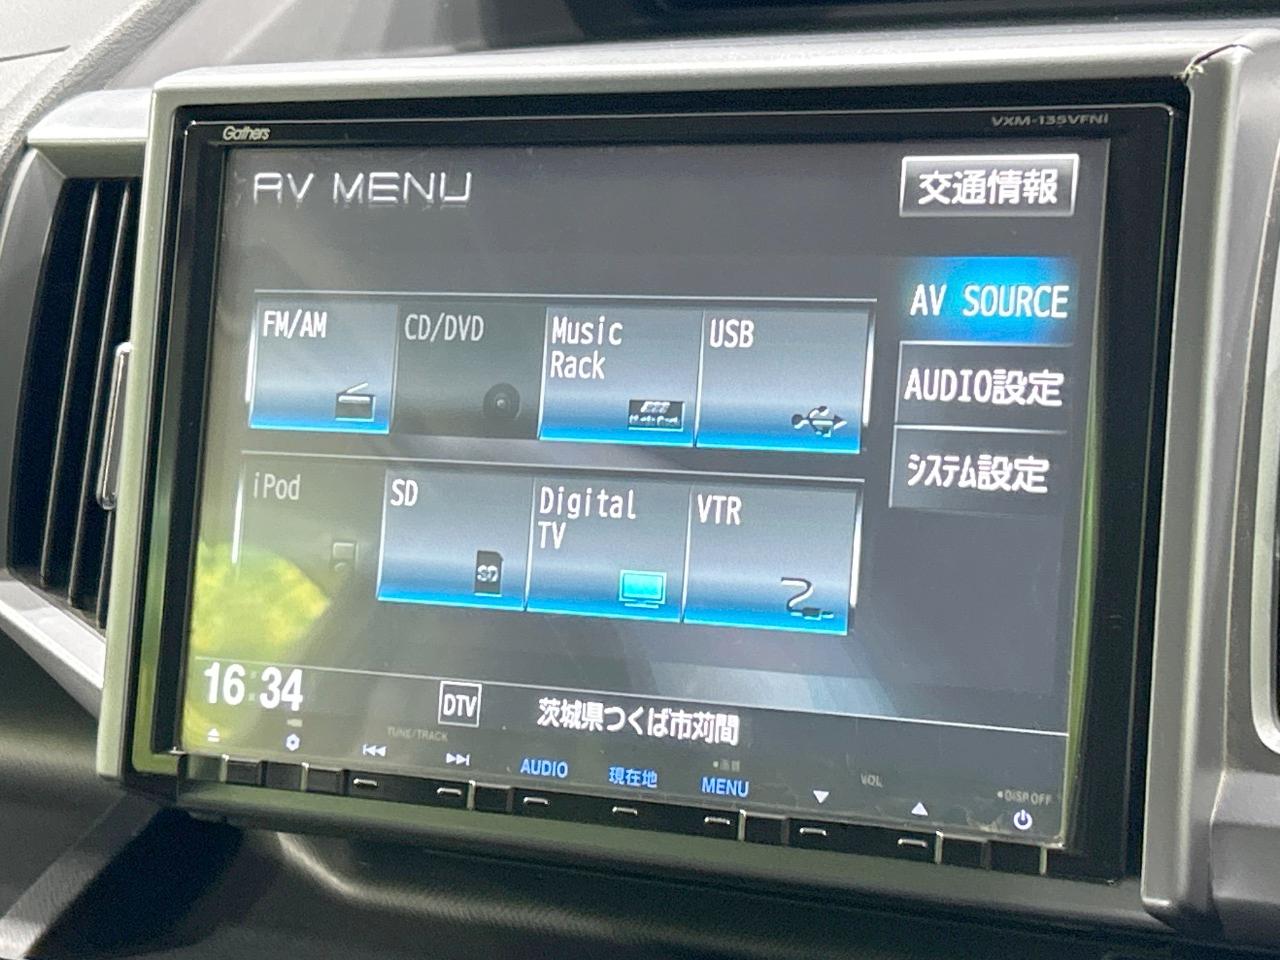 Gathers
VXM-135VFNi
AV MENU
交通情報
FM/AM
CD/DVD
Music
Rack
USB
AV SOURCE
AUDIO設定
システム設定
iPod
SD
SD
Digital
TV
VTR
16:34
DTV
茨城県つくば市苅間
TUNE/TRACK
AUDIO
現在地
MENU
VOL
DISP OFF